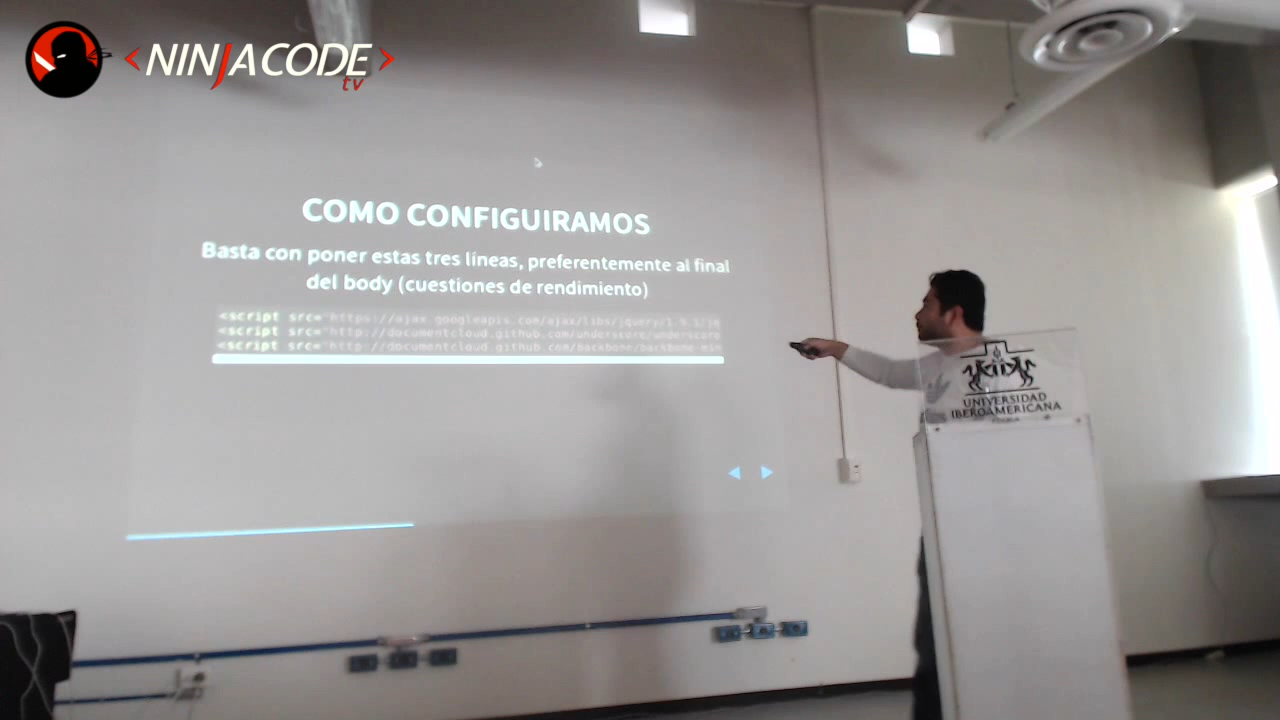 <NINJACODE>
tv
COMO CONFIGUIRAMOS
Basta con poner estas tres líneas, preferentemente al final
del body (cuestiones de rendimiento)
<script src="https://ajax.googleapis.com/ajax/libs/jquery/1.9.1/jq
<script src="http://documentcloud.github.com/underscore/underscore
<script src="http://documentcloud.github.com/backbone/backbone-min
UNIVERSIDAD
IBEROAMERICANA